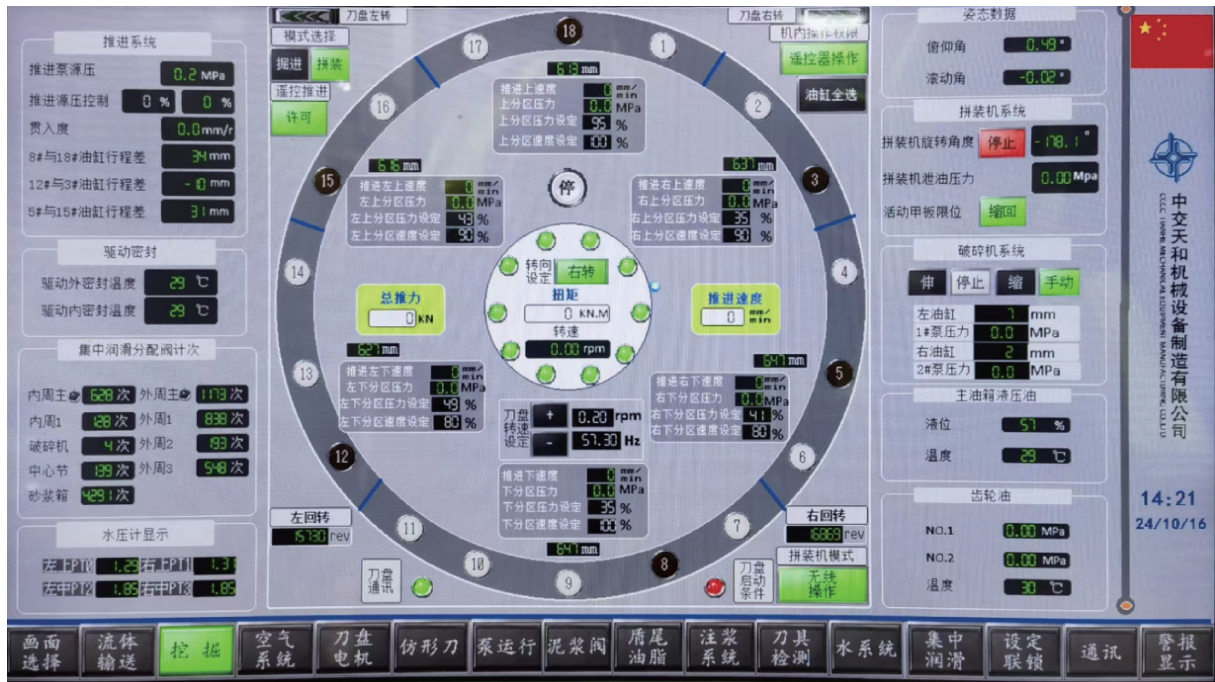 推进系统
推进泵源压 0.2 MPa
推进源压控制 0 % 0 %
贯入度 0.0 mm/r
8#与18#油缸行程差 34 mm
12#与3#油缸行程差 -10 mm
5#与15#油缸行程差 31 mm
驱动密封
驱动外密封温度 29 ℃
驱动内密封温度 29 ℃
集中润滑分配阀计次
内周主 628 次 外周主 1173 次
内周1 128 次 外周1 838 次
破碎机 4 次 外周2 193 次
中心节 139 次 外周3 548 次
砂浆箱 4291 次
水压计显示
左上PT0 1.29 右上PT1 1.31
左中PT2 1.85 右中PT3 1.85
刀盘左转
刀盘右转
模式选择
掘进 拼装
遥控推进
许可
机内操作权限
遥控器操作
油缸全选
18
17
1
16
2
15
3
14
4
13
5
12
6
11
7
10
8
9
613 mm
推进上速度 0 mm/min
上分区压力 0.0 MPa
上分区压力设定 95 %
上分区速度设定 100 %
616 mm
推进左上速度 0 mm/min
左上分区压力 0.0 MPa
左上分区压力设定 43 %
左上分区速度设定 90 %
停
631 mm
推进右上速度 0 mm/min
右上分区压力 0.0 MPa
右上分区压力设定 35 %
右上分区速度设定 90 %
转向设定 右转
扭矩
0 KN.M
转速
0.00 rpm
总推力
0 KN
推进速度
0 mm/min
627 mm
推进左下速度 0 mm/min
左下分区压力 0.0 MPa
左下分区压力设定 49 %
左下分区速度设定 80 %
641 mm
推进右下速度 0 mm/min
右下分区压力 0.0 MPa
右下分区压力设定 41 %
右下分区速度设定 80 %
刀盘转速设定 + 0.20 rpm
- 57.30 Hz
推进下速度 0 mm/min
下分区压力 0.0 MPa
下分区压力设定 35 %
下分区速度设定 100 %
647 mm
左回转
15730 rev
右回转
16869 rev
刀盘通讯
刀盘启动条件
拼装机模式
无线操作
姿态数据
俯仰角 0.49 °
滚动角 -0.02 °
拼装机系统
拼装机旋转角度 停止 -178.1 °
拼装机泄油压力 0.00 Mpa
活动甲板限位 缩回
破碎机系统
伸 停止 缩 手动
左油缸 7 mm
1#泵压力 0.0 MPa
右油缸 2 mm
2#泵压力 0.0 MPa
主油箱液压油
液位 57 %
温度 29 ℃
齿轮油
NO.1 0.00 MPa
NO.2 0.00 MPa
温度 30 ℃
中交天和机械设备制造有限公司
CCCC TIANHE MECHANICAL EQUIPMENT MANUFACTURING CO.,LTD
14:21
24/10/16
画面选择 流体输送 挖掘 空气系统 刀盘电机 仿形刀 泵运行 泥浆阀 盾尾油脂 注浆系统 刀具检测 水系统 集中润滑 设定联锁 通讯 警报显示